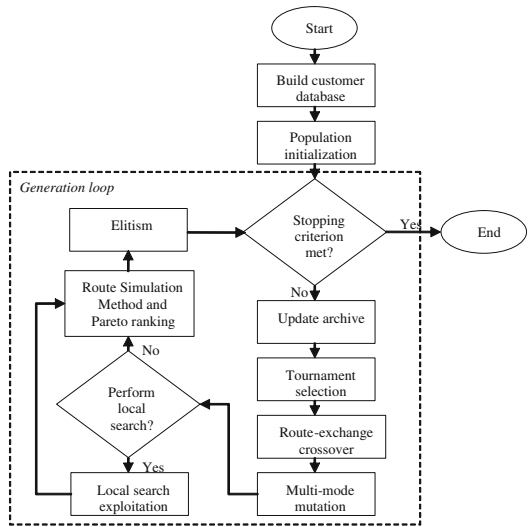 Start
Build customer
database
Population
initialization
Generation loop
Elitism
Stopping
criterion
met?
Yes
End
No
Route Simulation
Method and
Pareto ranking
Update archive
No
Tournament
selection
Perform
local
search?
Route-exchange
crossover
Yes
Local search
exploitation
Multi-mode
mutation